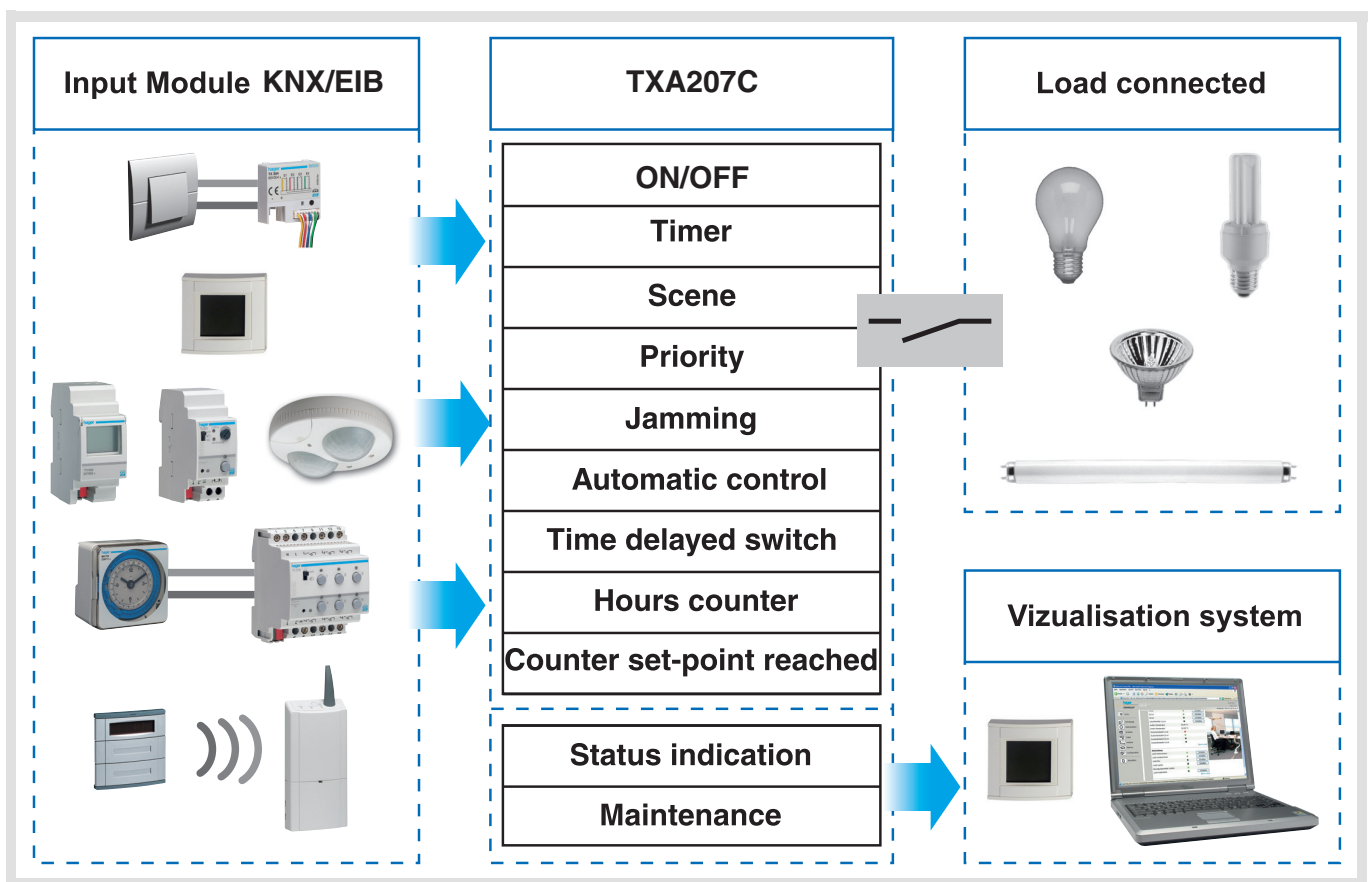 Input Module KNX/EIB
TXA207C
ON/OFF
Timer
Scene
Priority
Jamming
Automatic control
Time delayed switch
Hours counter
Counter set-point reached
Status indication
Maintenance
Load connected
Vizualisation system